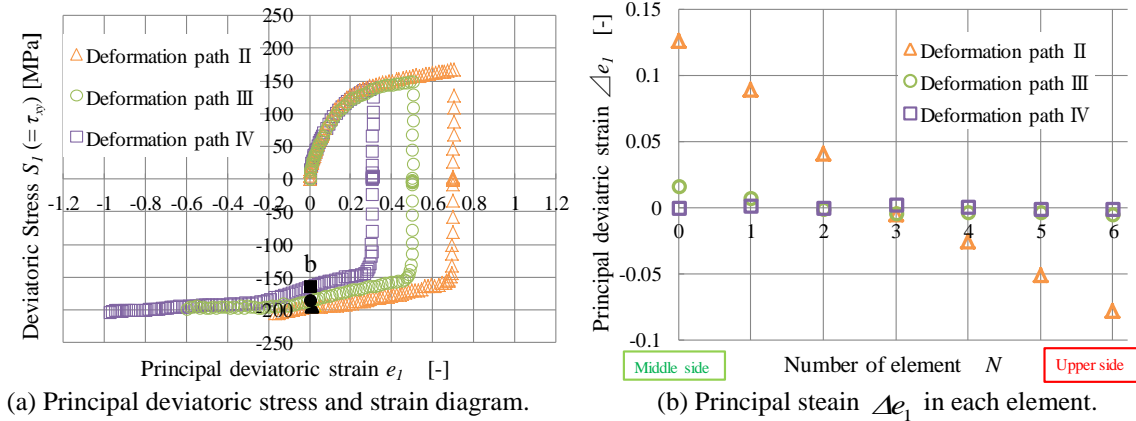 250
200
150
100
50
0
-50
-100
-150
-200
-250
-1.2 -1 -0.8 -0.6 -0.4 -0.2 0 0.2 0.4 0.6 0.8 1 1.2
Deviatoric Stress S1 (= τxy) [MPa]
Deformation path Ⅱ
Deformation path Ⅲ
Deformation path Ⅳ
b
Principal deviatoric strain e1 [-]
(a) Principal deviatoric stress and strain diagram.
0.15
0.1
0.05
0
-0.05
-0.1
0 1 2 3 4 5 6
Principal deviatric strain Δe1 [-]
Deformation path Ⅱ
Deformation path Ⅲ
Deformation path Ⅳ
Middle side
Number of element N
Upper side
(b) Principal steain Δe1 in each element.